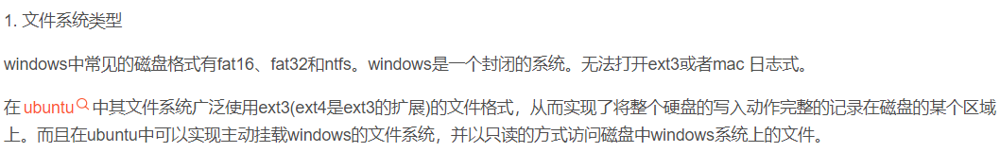 1. 文件系统类型
windows中常见的磁盘格式有fat16、fat32和ntfs。windows是一个封闭的系统。无法打开ext3或者mac 日志式。
在 ubuntu 中其文件系统广泛使用ext3(ext4是ext3的扩展)的文件格式，从而实现了将整个硬盘的写入动作完整的记录在磁盘的某个区域
上。而且在ubuntu中可以实现主动挂载windows的文件系统，并以只读的方式访问磁盘中windows系统上的文件。